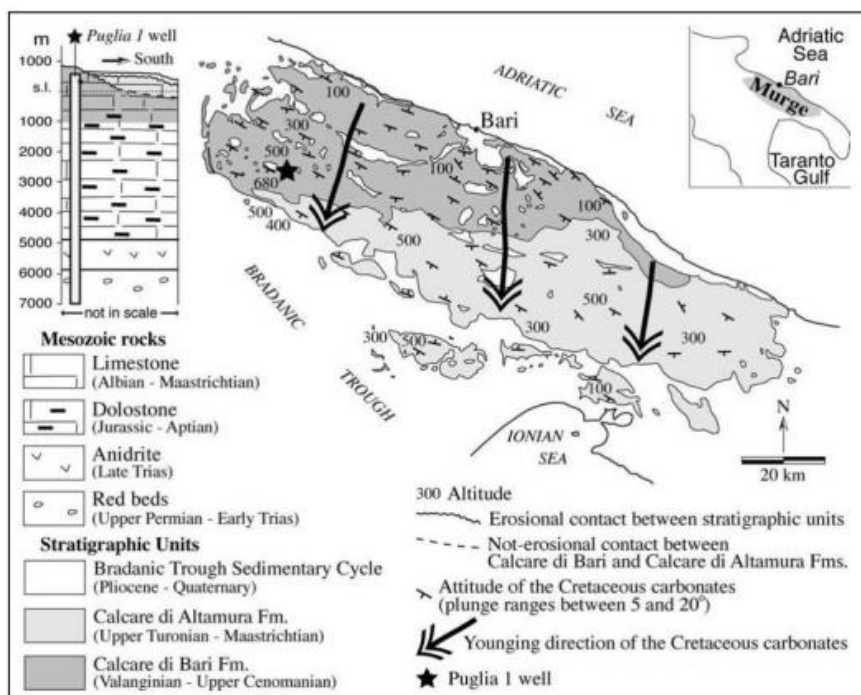 Puglia 1 well
South
m
1000
s.l.
1000
2000
3000
4000
5000
6000
7000
not in scale
Mesozoic rocks
Limestone
(Albian - Maastrichtian)
Dolostone
(Jurassic - Aptian)
Anidrite
(Late Trias)
Red beds
(Upper Permian - Early Trias)
Stratigraphic Units
Bradanic Trough Sedimentary Cycle
(Pliocene - Quaternary)
Calcare di Altamura Fm.
(Upper Turonian - Maastrichtian)
Calcare di Bari Fm.
(Valanginian - Upper Cenomanian)
ADRIATIC
SEA
Bari
100
300
500
680
500
400
100
500
100
300
500
300
300
300
500
100
BRADANIC
TROUGH
IONIAN
SEA
Adriatic
Sea
Bari
Murge
Taranto
Gulf
N
20 km
300 Altitude
Erosional contact between stratigraphic units
Not-erosional contact between
Calcare di Bari and Calcare di Altamura Fms.
Attitude of the Cretaceous carbonates
(plunge ranges between 5 and 20°)
Younging direction of the Cretaceous carbonates
Puglia 1 well